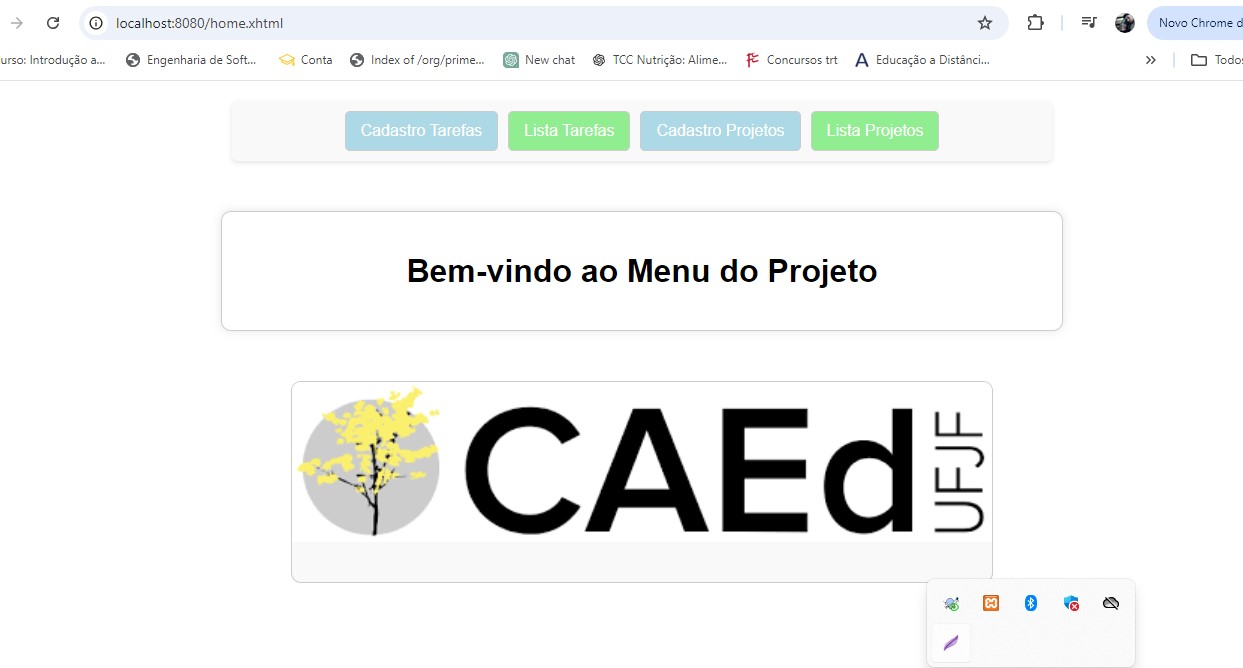 localhost:8080/home.xhtml
Novo Chrome d
urso: Introdução a... Engenharia de Soft... Conta Index of /org/prime... New chat TCC Nutrição: Alime... Concursos trt Educação a Distânci... Todos
Cadastro Tarefas Lista Tarefas Cadastro Projetos Lista Projetos
Bem-vindo ao Menu do Projeto
CAEd UFJF